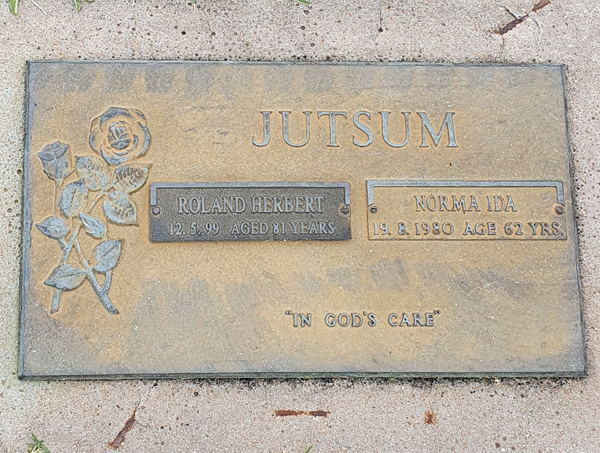 JUTSUM
ROLAND HERBERT
12. 5. 99 AGED 81 YEARS
NORMA IDA
19. 8. 1980 AGE 62 YRS.
"IN GOD'S CARE"